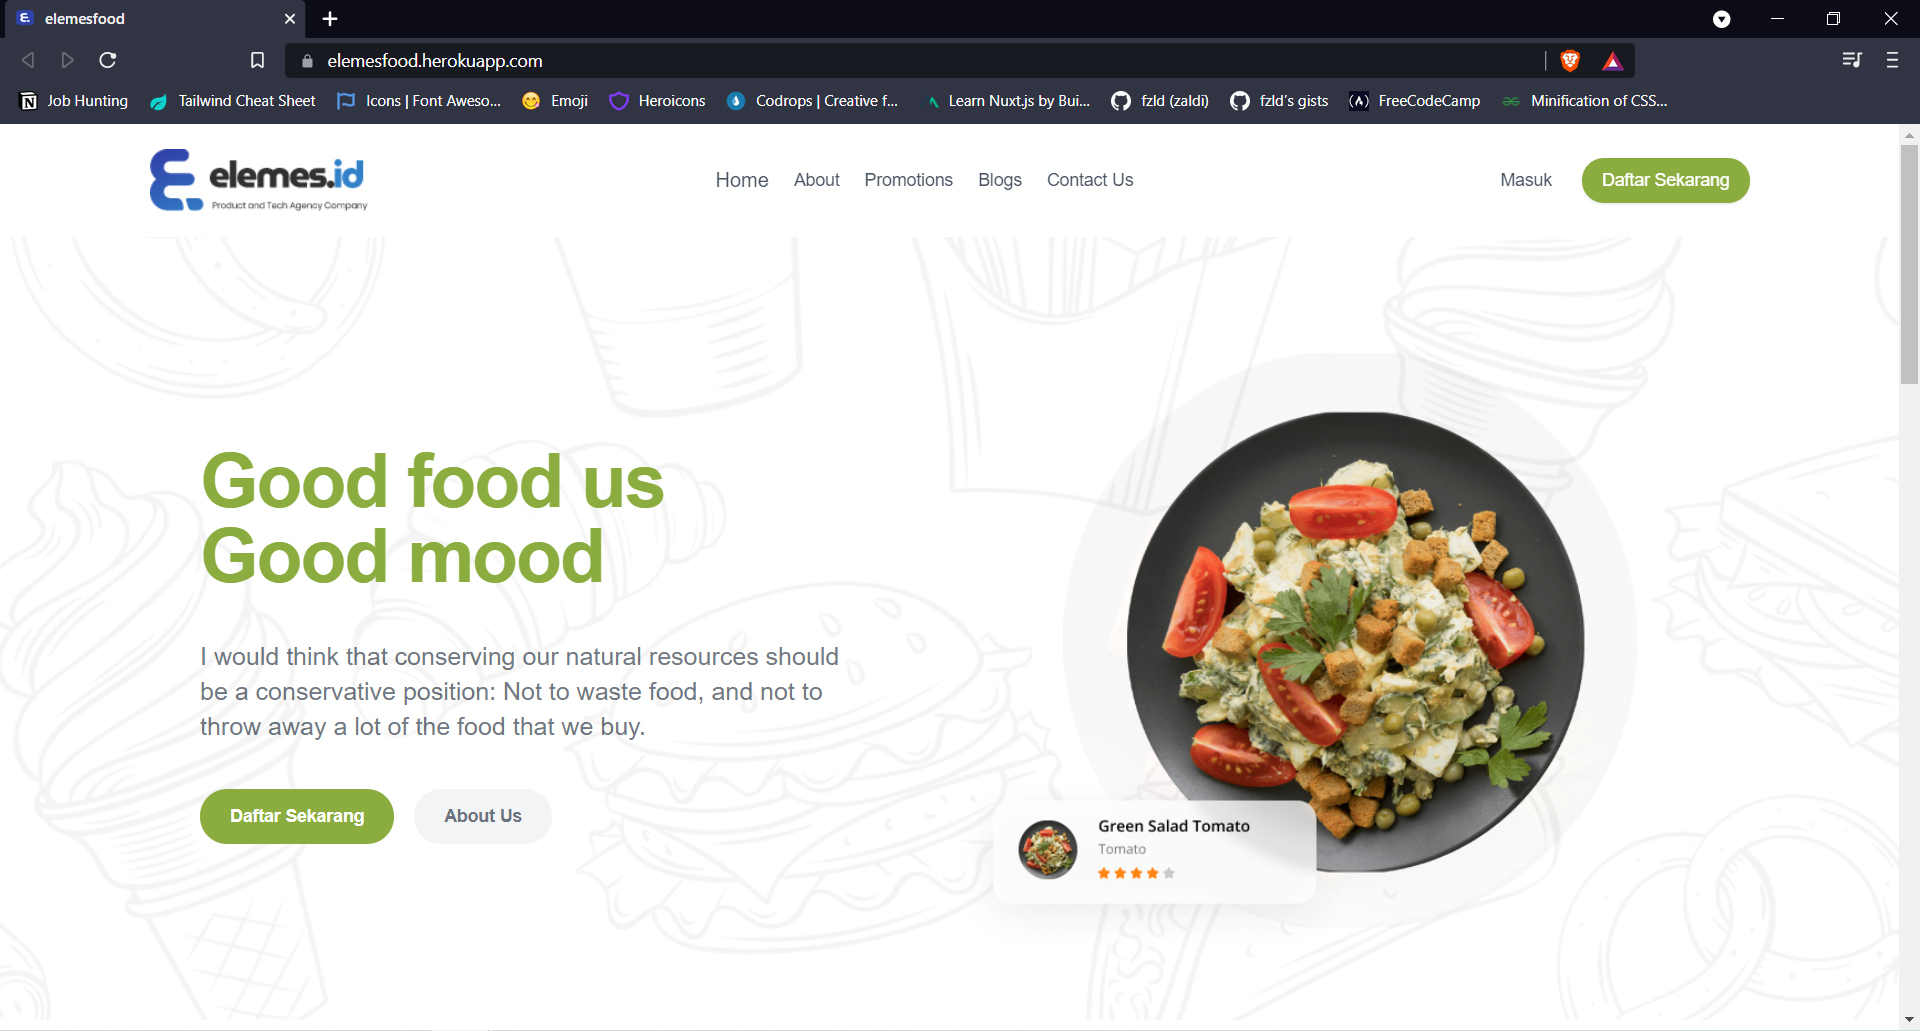 elemesfood
elemesfood.herokuapp.com
Job Hunting
Tailwind Cheat Sheet
Icons | Font Aweso...
Emoji
Heroicons
Codrops | Creative f...
Learn Nuxt.js by Bui...
fzld (zaldi)
fzld's gists
FreeCodeCamp
Minification of CSS...
elemes.id
Product and Tech Agency Company
Home
About
Promotions
Blogs
Contact Us
Masuk
Daftar Sekarang
Good food us
Good mood
I would think that conserving our natural resources should
be a conservative position: Not to waste food, and not to
throw away a lot of the food that we buy.
Daftar Sekarang
About Us
Green Salad Tomato
Tomato